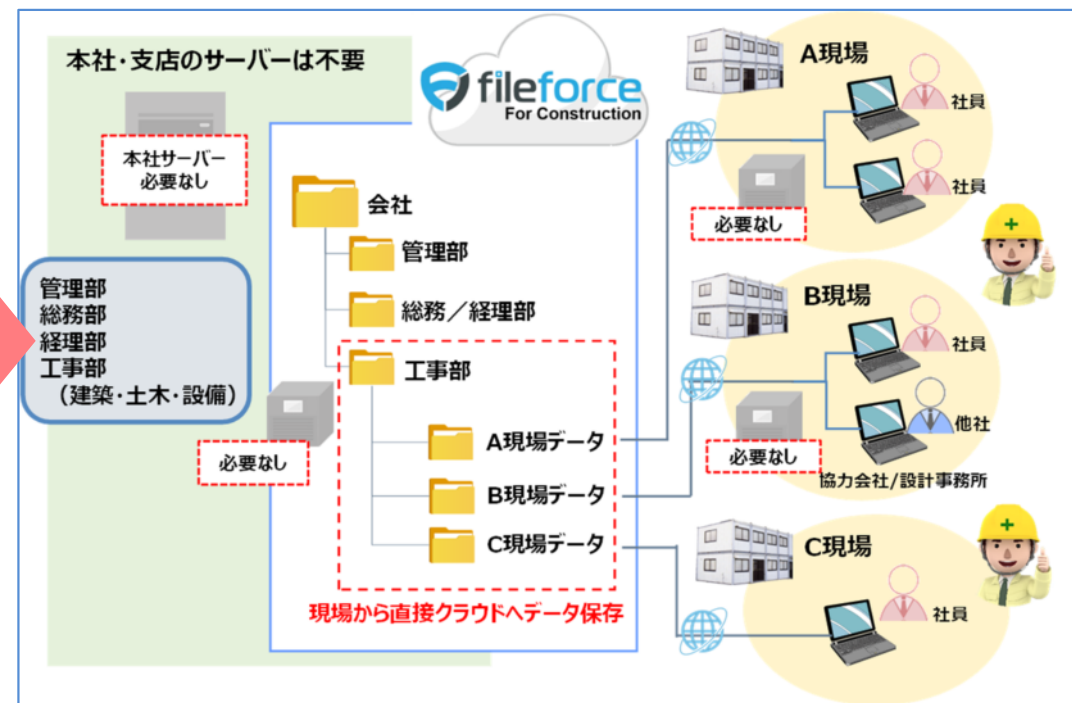 本社・支店のサーバーは不要
fileforce
For Construction
本社サーバー
必要なし
管理部
総務部
経理部
工事部
(建築・土木・設備)
必要なし
会社
管理部
総務／経理部
工事部
A現場データ
B現場データ
C現場データ
現場から直接クラウドへデータ保存
A現場
社員
社員
必要なし
B現場
社員
他社
必要なし
協力会社/設計事務所
C現場
社員